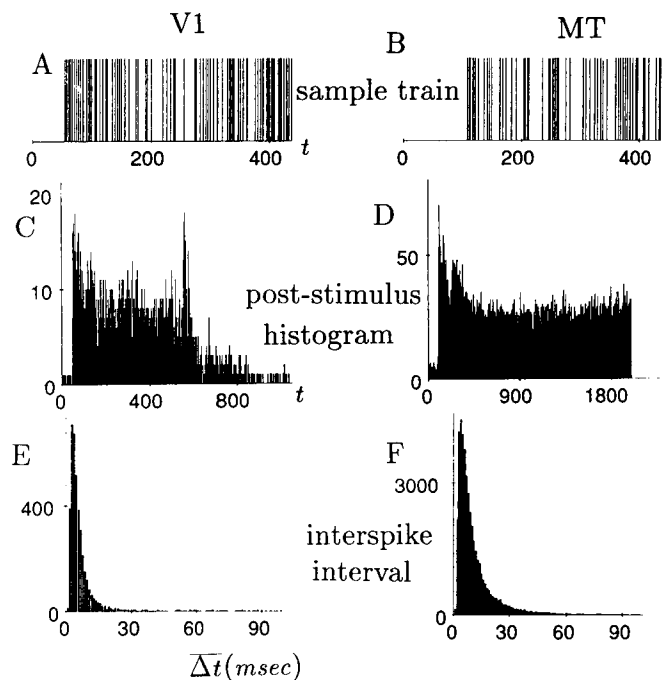 V1
MT
A
B
sample train
0
200
400
t
0
200
400
C
20
10
0
0
400
800
t
D
50
0
0
900
1800
post-stimulus
histogram
E
400
0
0
30
60
90
Δt(msec)
F
3000
0
0
30
60
90
interspike
interval